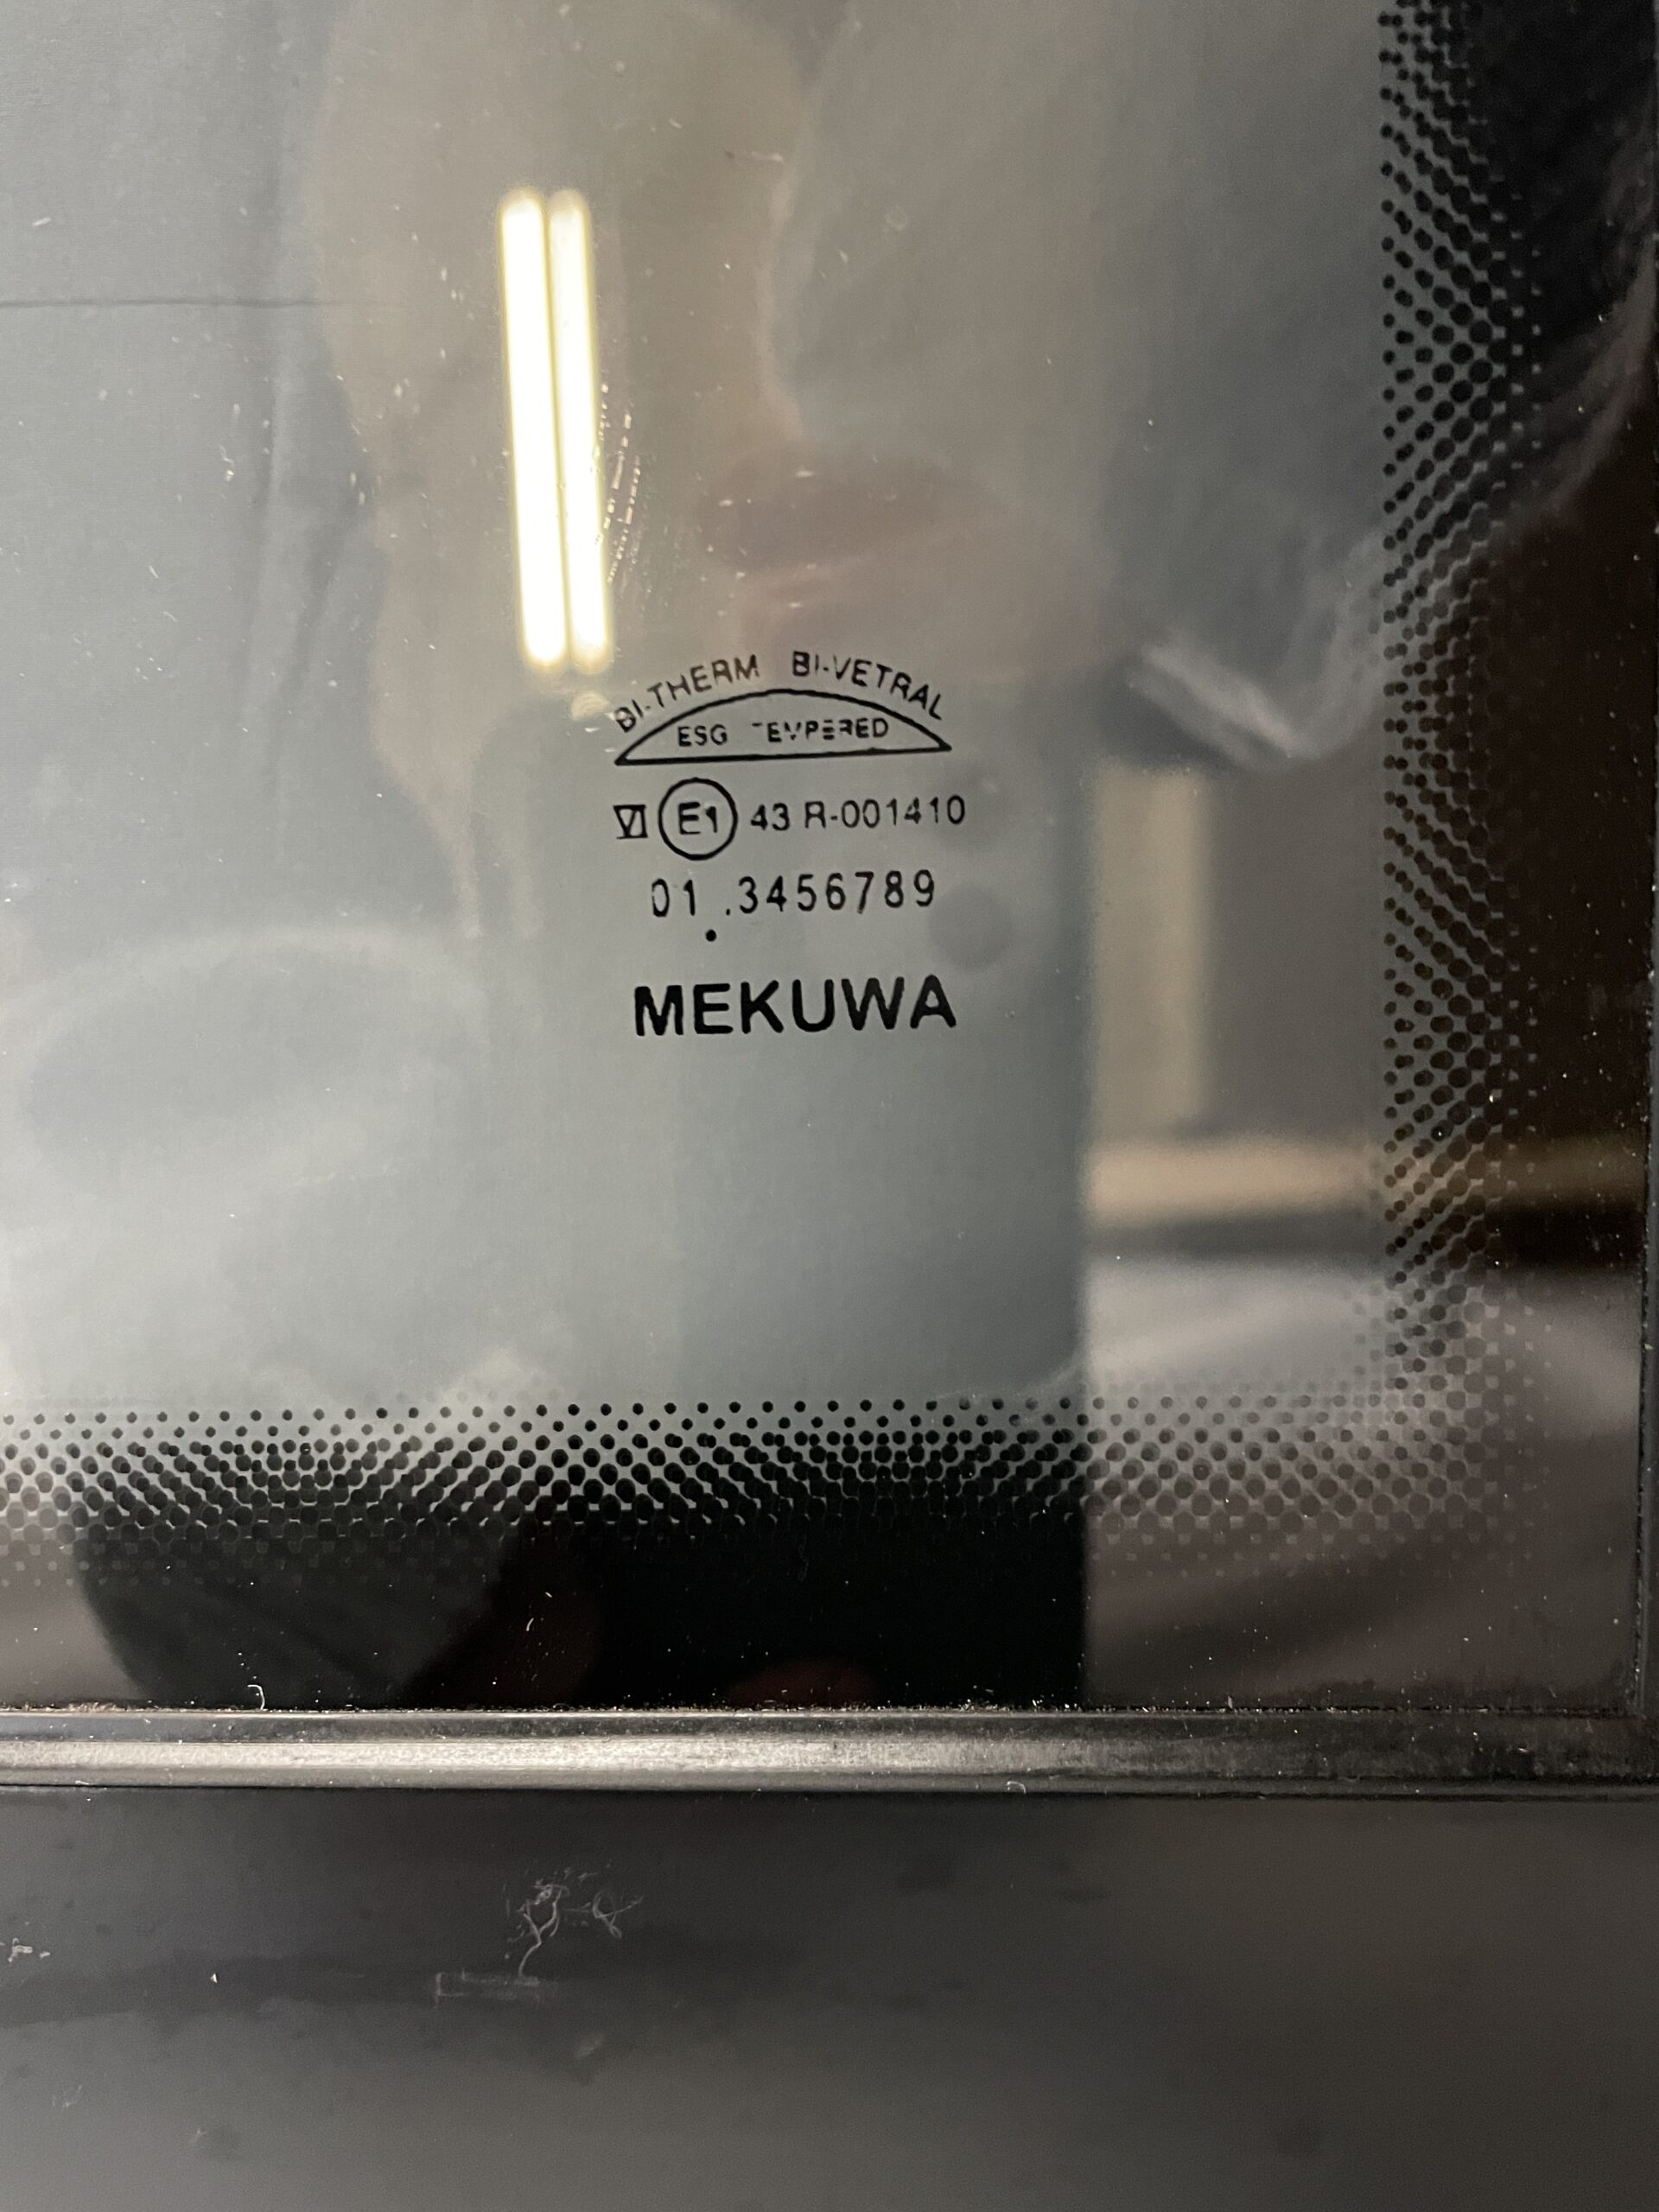 BI-THERM BI-VETRAL
ESG TEMPERED
VI E1 43 R-001410
01 .3456789
MEKUWA